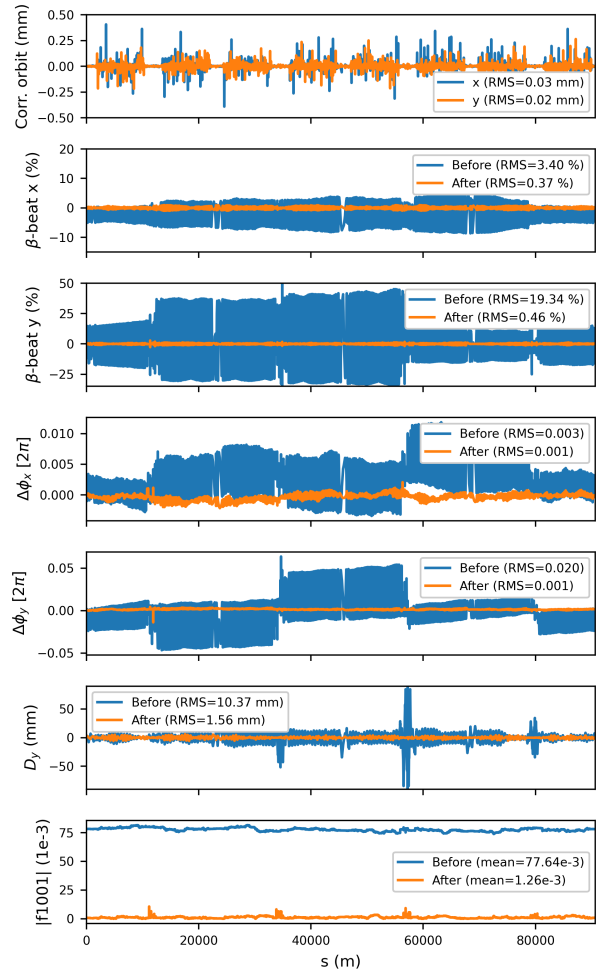 Corr. orbit (mm)
0.50
0.25
0.00
−0.25
−0.50
x (RMS=0.03 mm)
y (RMS=0.02 mm)
β-beat x (%)
20
10
0
−10
Before (RMS=3.40 %)
After (RMS=0.37 %)
β-beat y (%)
50
25
0
−25
Before (RMS=19.34 %)
After (RMS=0.46 %)
Δϕx [2π]
0.010
0.005
0.000
Before (RMS=0.003)
After (RMS=0.001)
Δϕy [2π]
0.05
0.00
−0.05
Before (RMS=0.020)
After (RMS=0.001)
Dy (mm)
50
0
−50
Before (RMS=10.37 mm)
After (RMS=1.56 mm)
|f1001| (1e-3)
75
50
25
0
Before (mean=77.64e-3)
After (mean=1.26e-3)
0 20000 40000 60000 80000
s (m)